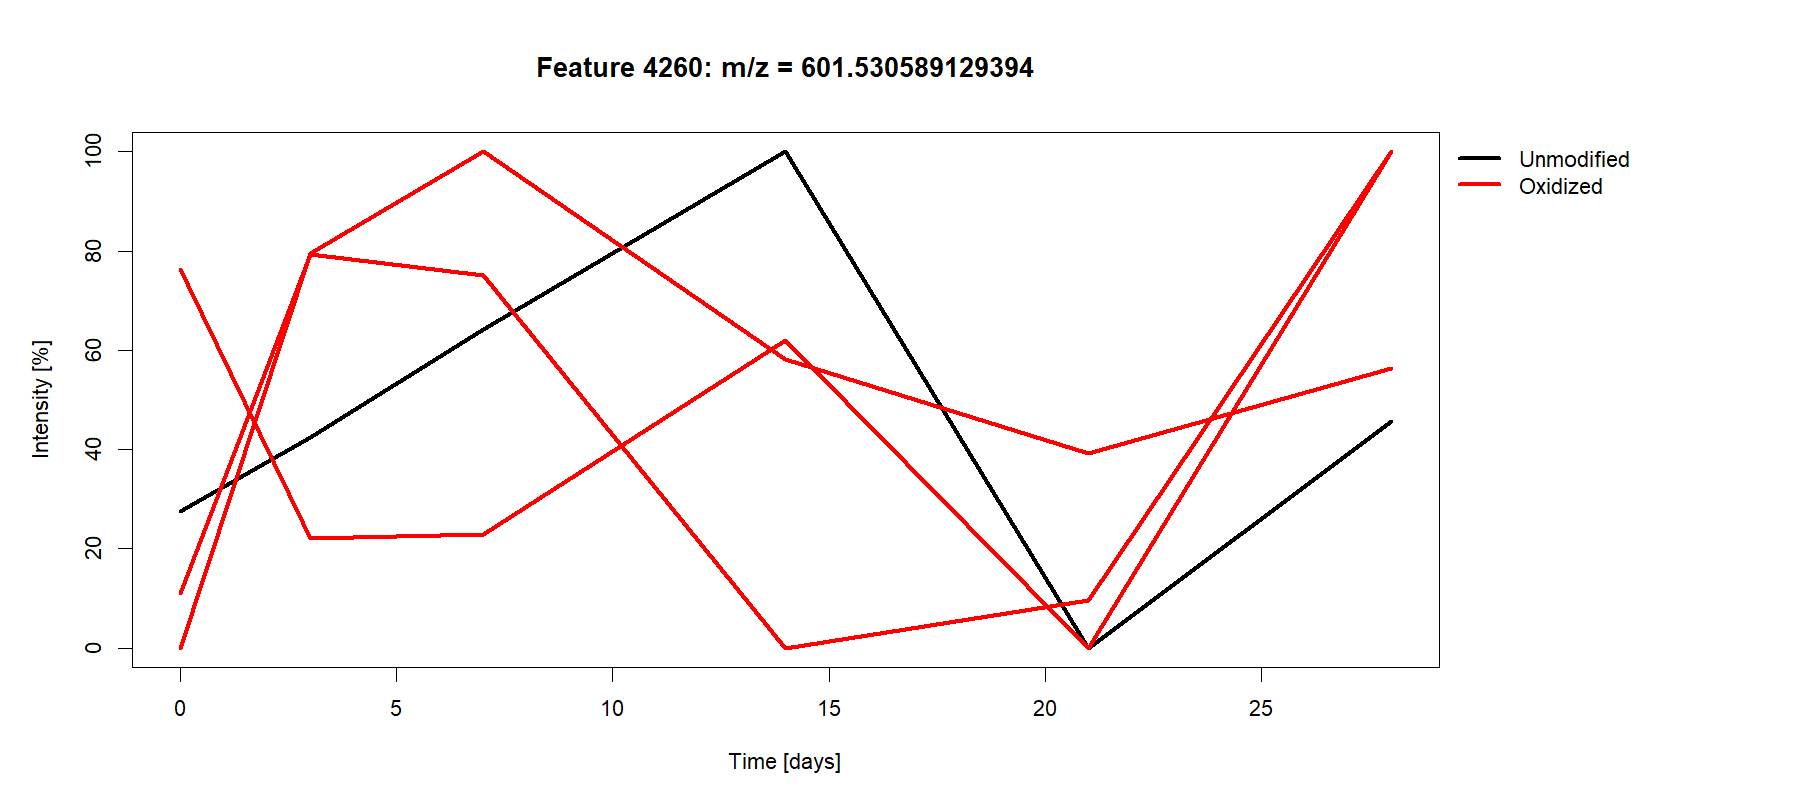 Feature 4260: m/z = 601.530589129394
Unmodified
Oxidized
Intensity [%]
100
80
60
40
20
0
0 5 10 15 20 25
Time [days]